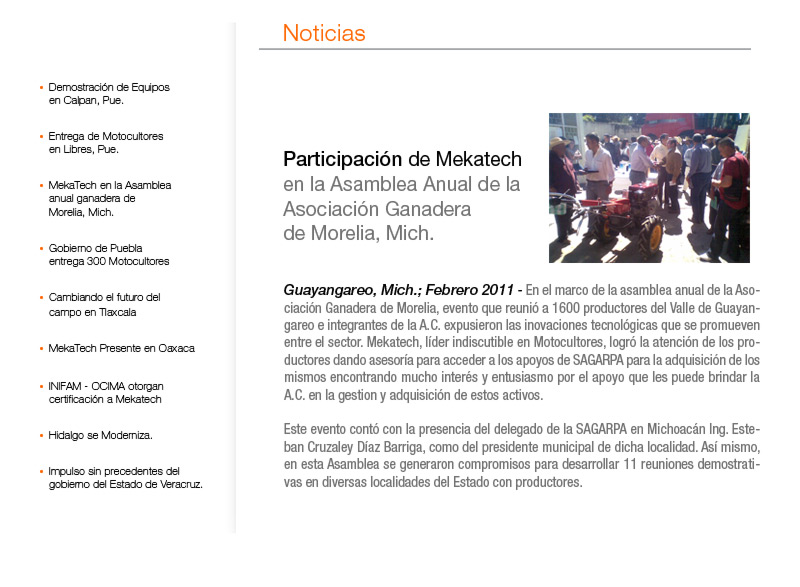 Noticias
• Demostración de Equipos
en Calpan, Pue.
• Entrega de Motocultores
en Libres, Pue.
• MekaTech en la Asamblea
anual ganadera de
Morelia, Mich.
• Gobierno de Puebla
entrega 300 Motocultores
• Cambiando el futuro del
campo en Tlaxcala
• MekaTech Presente en Oaxaca
• INIFAM - OCIMA otorgan
certificación a Mekatech
• Hidalgo se Moderniza.
• Impulso sin precedentes del
gobierno del Estado de Veracruz.
Participación de Mekatech
en la Asamblea Anual de la
Asociación Ganadera
de Morelia, Mich.
Guayangareo, Mich.; Febrero 2011 - En el marco de la asamblea anual de la Aso-
ciación Ganadera de Morelia, evento que reunió a 1600 productores del Valle de Guayan-
gareo e integrantes de la A.C. expusieron las inovaciones tecnológicas que se promueven
entre el sector. Mekatech, líder indiscutible en Motocultores, logró la atención de los pro-
ductores dando asesoría para acceder a los apoyos de SAGARPA para la adquisición de los
mismos encontrando mucho interés y entusiasmo por el apoyo que les puede brindar la
A.C. en la gestion y adquisición de estos activos.
Este evento contó con la presencia del delegado de la SAGARPA en Michoacán Ing. Este-
ban Cruzaley Díaz Barriga, como del presidente municipal de dicha localidad. Así mismo,
en esta Asamblea se generaron compromisos para desarrollar 11 reuniones demostrati-
vas en diversas localidades del Estado con productores.